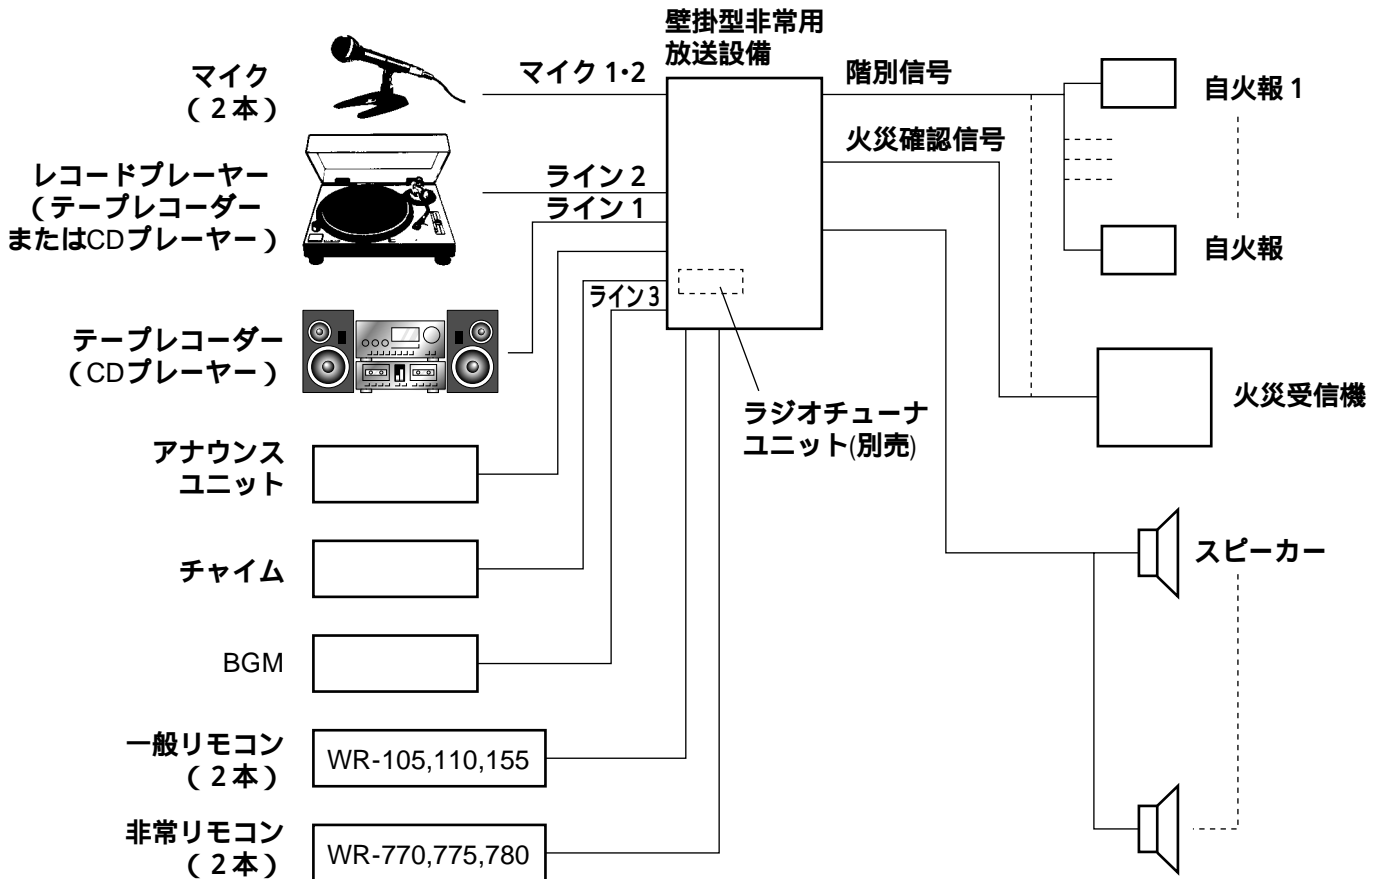 壁掛型非常用
放送設備
マイク
（２本）
マイク 1・2
階別信号
自火報 1
火災確認信号
レコードプレーヤー
（テープレコーダー
またはCDプレーヤー）
ライン 2
ライン 1
自火報
ライン 3
テープレコーダー
（CDプレーヤー）
ラジオチューナ
ユニット(別売)
火災受信機
アナウンス
ユニット
チャイム
スピーカー
BGM
一般リモコン
（２本）
WR-105,110,155
非常リモコン
（２本）
WR-770,775,780